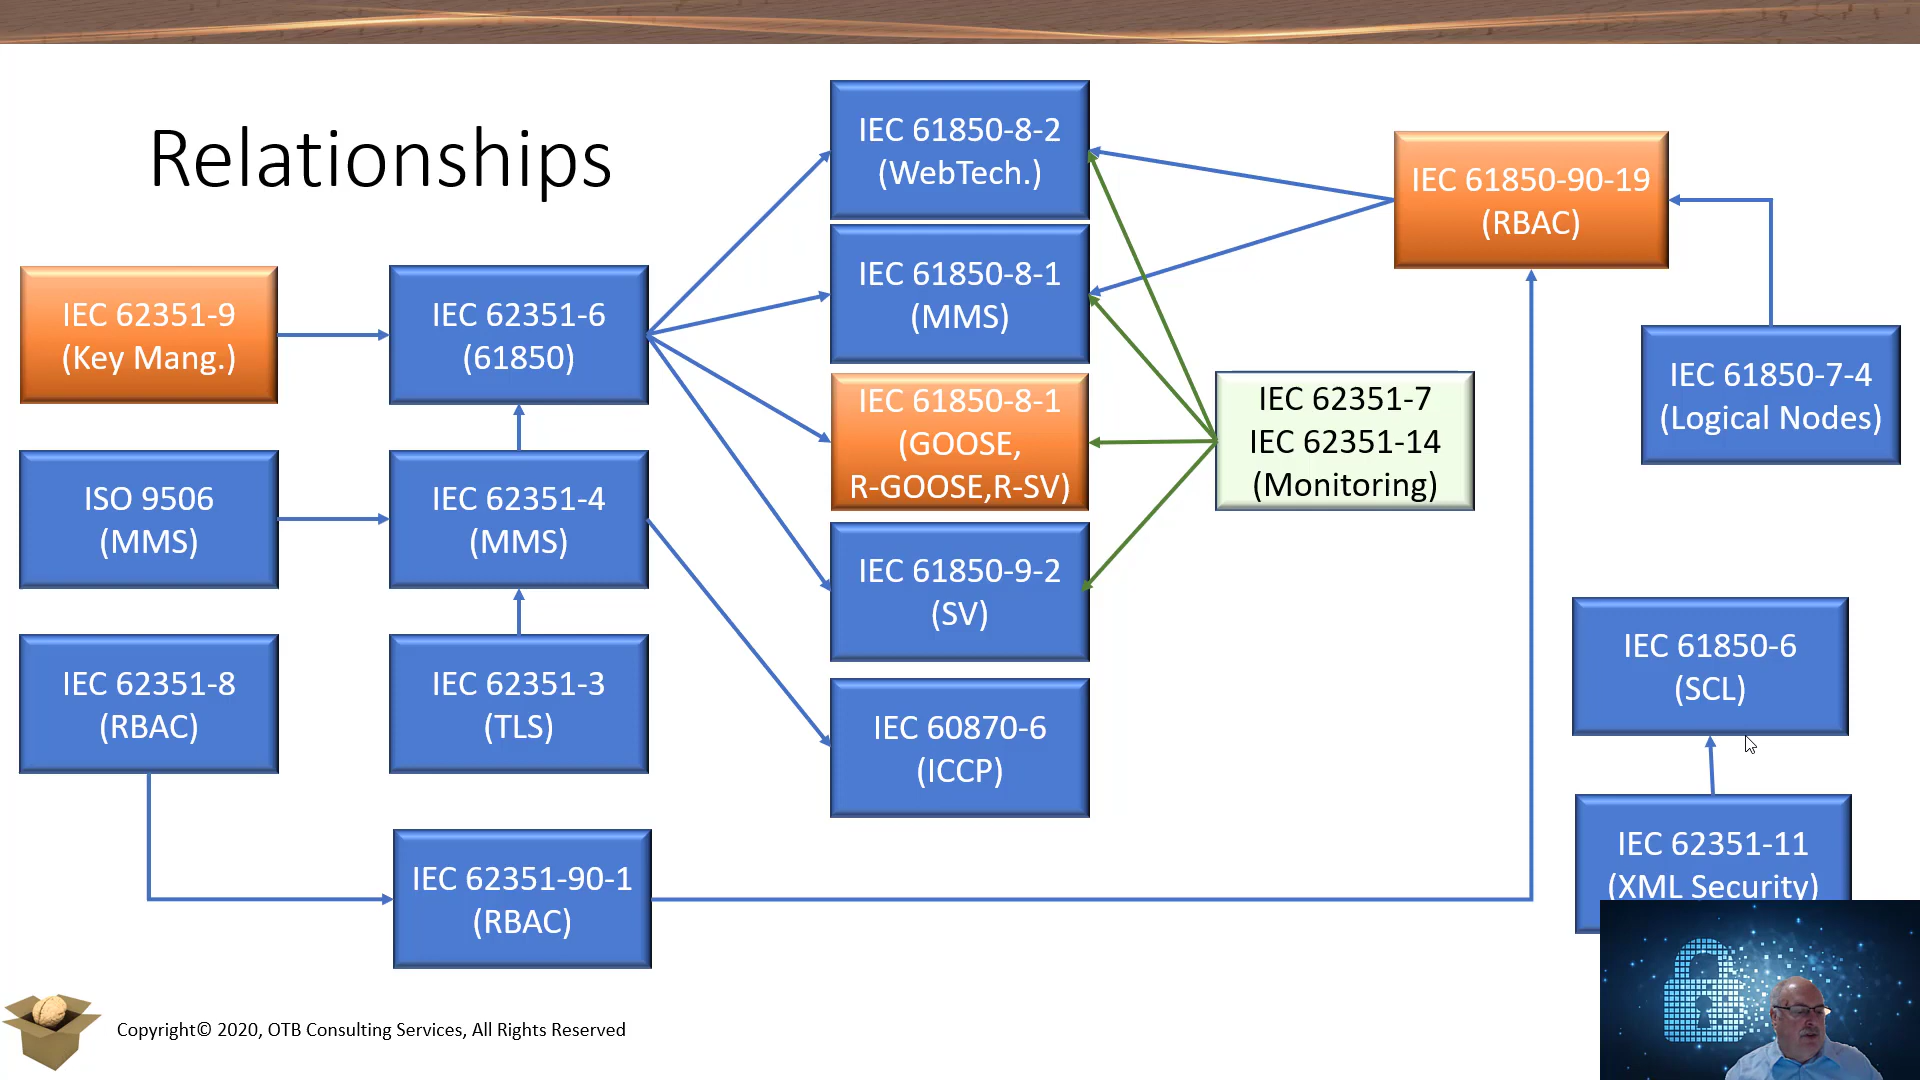 Relationships
IEC 62351-9
(Key Mang.)
IEC 62351-6
(61850)
ISO 9506
(MMS)
IEC 62351-4
(MMS)
IEC 62351-8
(RBAC)
IEC 62351-3
(TLS)
IEC 62351-90-1
(RBAC)
IEC 61850-8-2
(WebTech.)
IEC 61850-8-1
(MMS)
IEC 61850-8-1
(GOOSE,
R-GOOSE,R-SV)
IEC 61850-9-2
(SV)
IEC 60870-6
(ICCP)
IEC 62351-7
IEC 62351-14
(Monitoring)
IEC 61850-90-19
(RBAC)
IEC 61850-7-4
(Logical Nodes)
IEC 61850-6
(SCL)
IEC 62351-11
(XML Security)
Copyright© 2020, OTB Consulting Services, All Rights Reserved